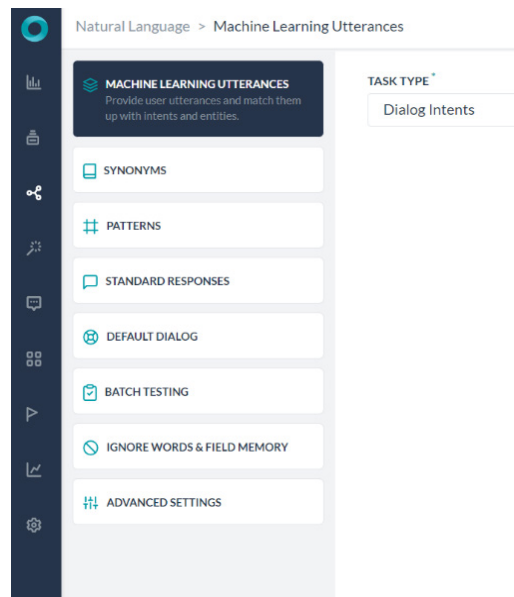 Natural Language > Machine Learning Utterances
MACHINE LEARNING UTTERANCES
Provide user utterances and match them
up with intents and entities.
SYNONYMS
PATTERNS
STANDARD RESPONSES
DEFAULT DIALOG
BATCH TESTING
IGNORE WORDS & FIELD MEMORY
ADVANCED SETTINGS
TASK TYPE *
Dialog Intents